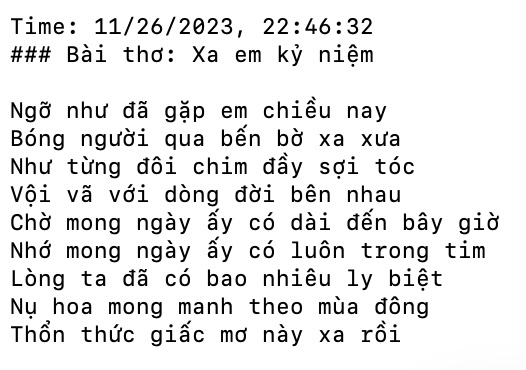 Time: 11/26/2023, 22:46:32
### Bài thơ: Xa em kỷ niệm
Ngỡ như đã gặp em chiều nay
Bóng người qua bến bờ xa xưa
Như từng đôi chim đầy sợi tóc
Vội vã với dòng đời bên nhau
Chờ mong ngày ấy có dài đến bây giờ
Nhớ mong ngày ấy có luôn trong tim
Lòng ta đã có bao nhiêu ly biệt
Nụ hoa mong manh theo mùa đông
Thổn thức giấc mơ này xa rồi